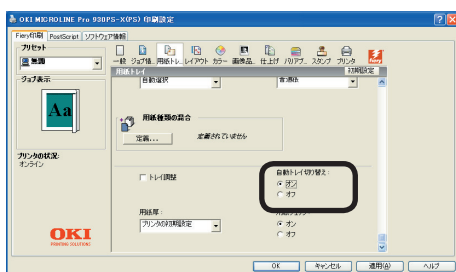 OKI MICROLINE Pro 930PS-X(PS) 印刷設定
Fiery印刷 PostScript ソフトウェア情報
プリセット
無題
一般 ジョブ情.. 用紙トレ.. レイアウト カラー 画像品.. 仕上げ バリアブ.. スタンプ プリンタ
用紙トレイ
初期設定
ジョブ表示:
自動選択
普通紙
Aa
用紙種類の混合
定義...
定義されていません
プリンタの状況:
オンライン
トレイ調整
自動トレイ切り替え:
オン
オフ
用紙厚:
プリンタの初期設定
オン
オフ
OKI
PRINTING SOLUTIONS
OK キャンセル 適用(A) ヘルプ